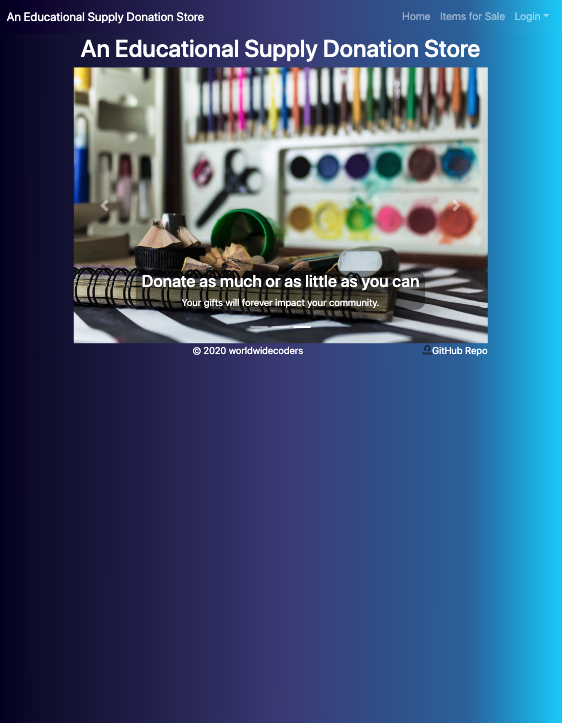 An Educational Supply Donation Store
Home Items for Sale Login
An Educational Supply Donation Store
Donate as much or as little as you can
Your gifts will forever impact your community.
© 2020 worldwidecoders
GitHub Repo